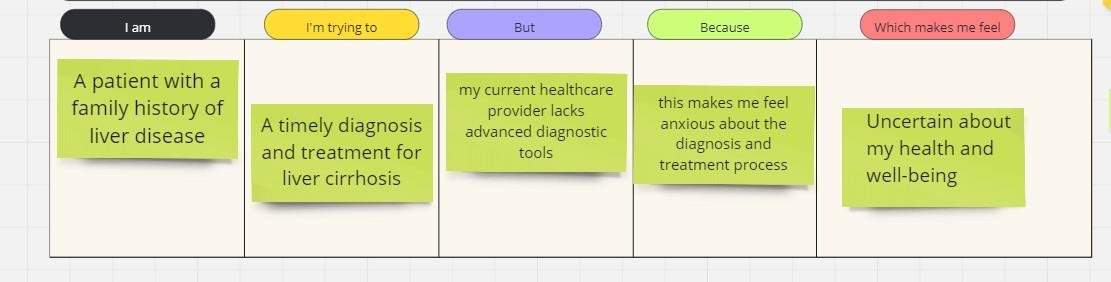 I am
I'm trying to
But
Because
Which makes me feel
A patient with a
family history of
liver disease
A timely diagnosis
and treatment for
liver cirrhosis
my current healthcare
provider lacks
advanced diagnostic
tools
this makes me feel
anxious about the
diagnosis and
treatment process
Uncertain about
my health and
well-being